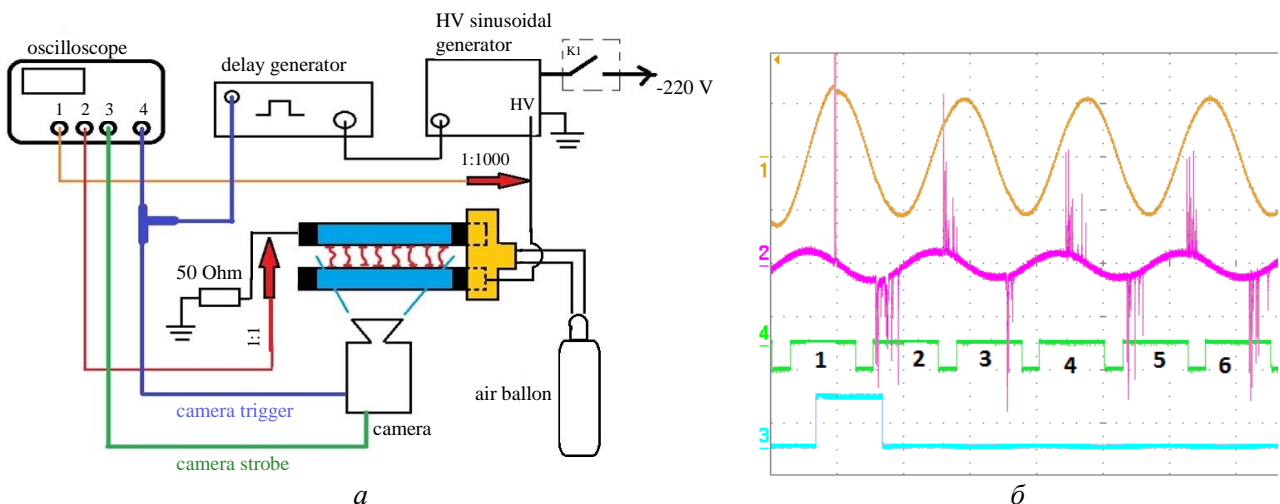 HV sinusoidal
generator
oscilloscope
delay generator
K1
-220 V
HV
1 2 3 4
1:1000
50 Ohm
1:1
air ballon
camera trigger
camera
camera strobe
а
1
2
4
1 2 3 4 5 6
3
б